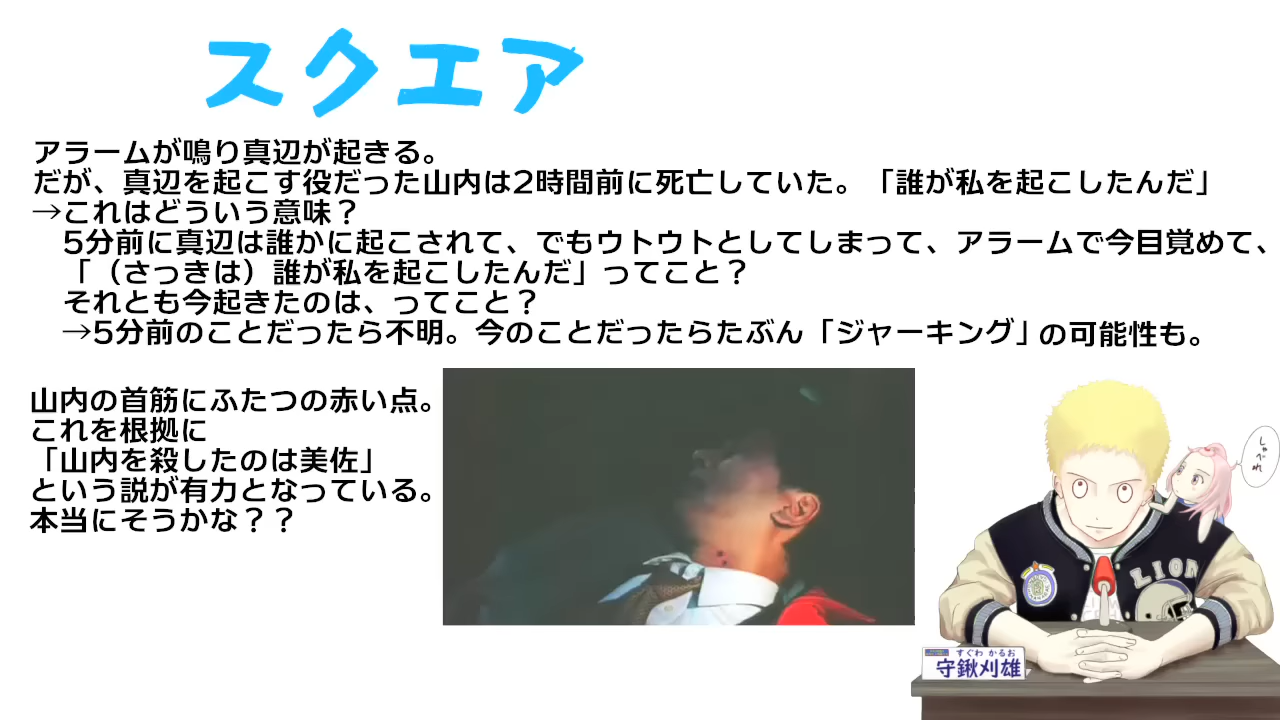 スクエア
アラームが鳴り真辺が起きる。
だが、真辺を起こす役だった山内は2時間前に死亡していた。「誰が私を起こしたんだ」
→これはどういう意味？
5分前に真辺は誰かに起こされて、でもウトウトとしてしまって、アラームで今目覚めて、
「（さっきは）誰が私を起こしたんだ」ってこと？
それとも今起きたのは、ってこと？
→5分前のことだったら不明。今のことだったらたぶん「ジャーキング」の可能性も。
山内の首筋にふたつの赤い点。
これを根拠に
「山内を殺したのは美佐」
という説が有力となっている。
本当にそうかな？？
しゃべれ
LION
すぐわ かるお
守鍬刈雄